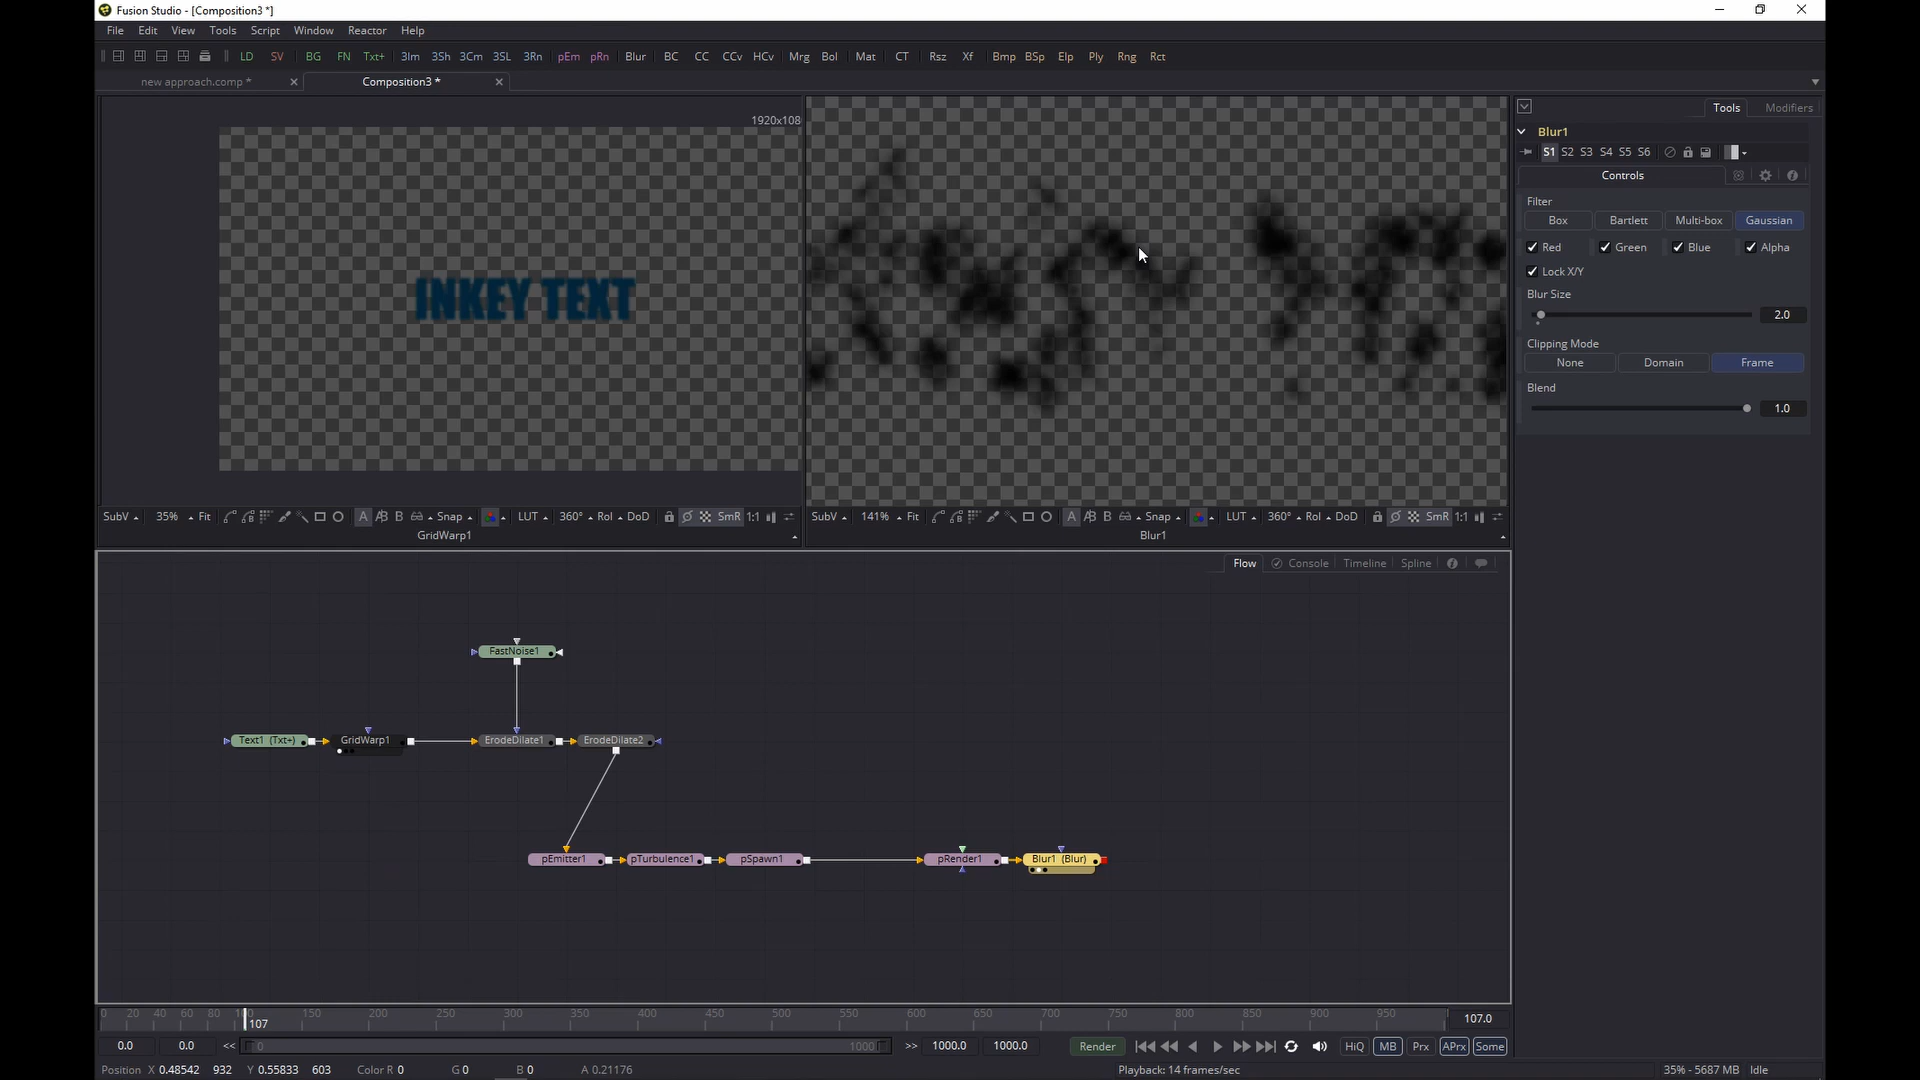 Fusion Studio - [Composition3 *]
File Edit View Tools Script Window Reactor Help
LD SV BG FN Txt+ 3Im 3Sh 3Cm 3SL 3Rn pEm pRn Blur BC CC CCv HCv Mrg Bol Mat CT Rsz Xf Bmp BSp Elp Ply Rng Rct
new approach.comp * Composition3 *
1920x108
INKEY TEXT
SubV 35% Fit A B Snap LUT 360° Rol DoD SmR 1:1
GridWarp1
SubV 141% Fit A B Snap LUT 360° Rol DoD SmR 1:1
Blur1
Tools Modifiers
Blur1
S1 S2 S3 S4 S5 S6
Controls
Filter
Box Bartlett Multi-box Gaussian
Red Green Blue Alpha
Lock X/Y
Blur Size
2.0
Clipping Mode
None Domain Frame
Blend
1.0
Flow Console Timeline Spline
FastNoise1
Text1 (Txt+) GridWarp1 ErodeDilate1 ErodeDilate2
pEmitter1 pTurbulence1 pSpawn1 pRender1 Blur1 (Blur)
0 20 40 60 80 150 200 250 300 350 400 450 500 550 600 650 700 750 800 850 900 950 107.0
107
0.0 0.0 << 0 1000 >> 1000.0 1000.0 Render HiQ MB Prx APrx Some
Position X 0.48542 932 Y 0.55833 603 Color R 0 G 0 B 0 A 0.21176 Playback: 14 frames/sec 35% - 5687 MB Idle